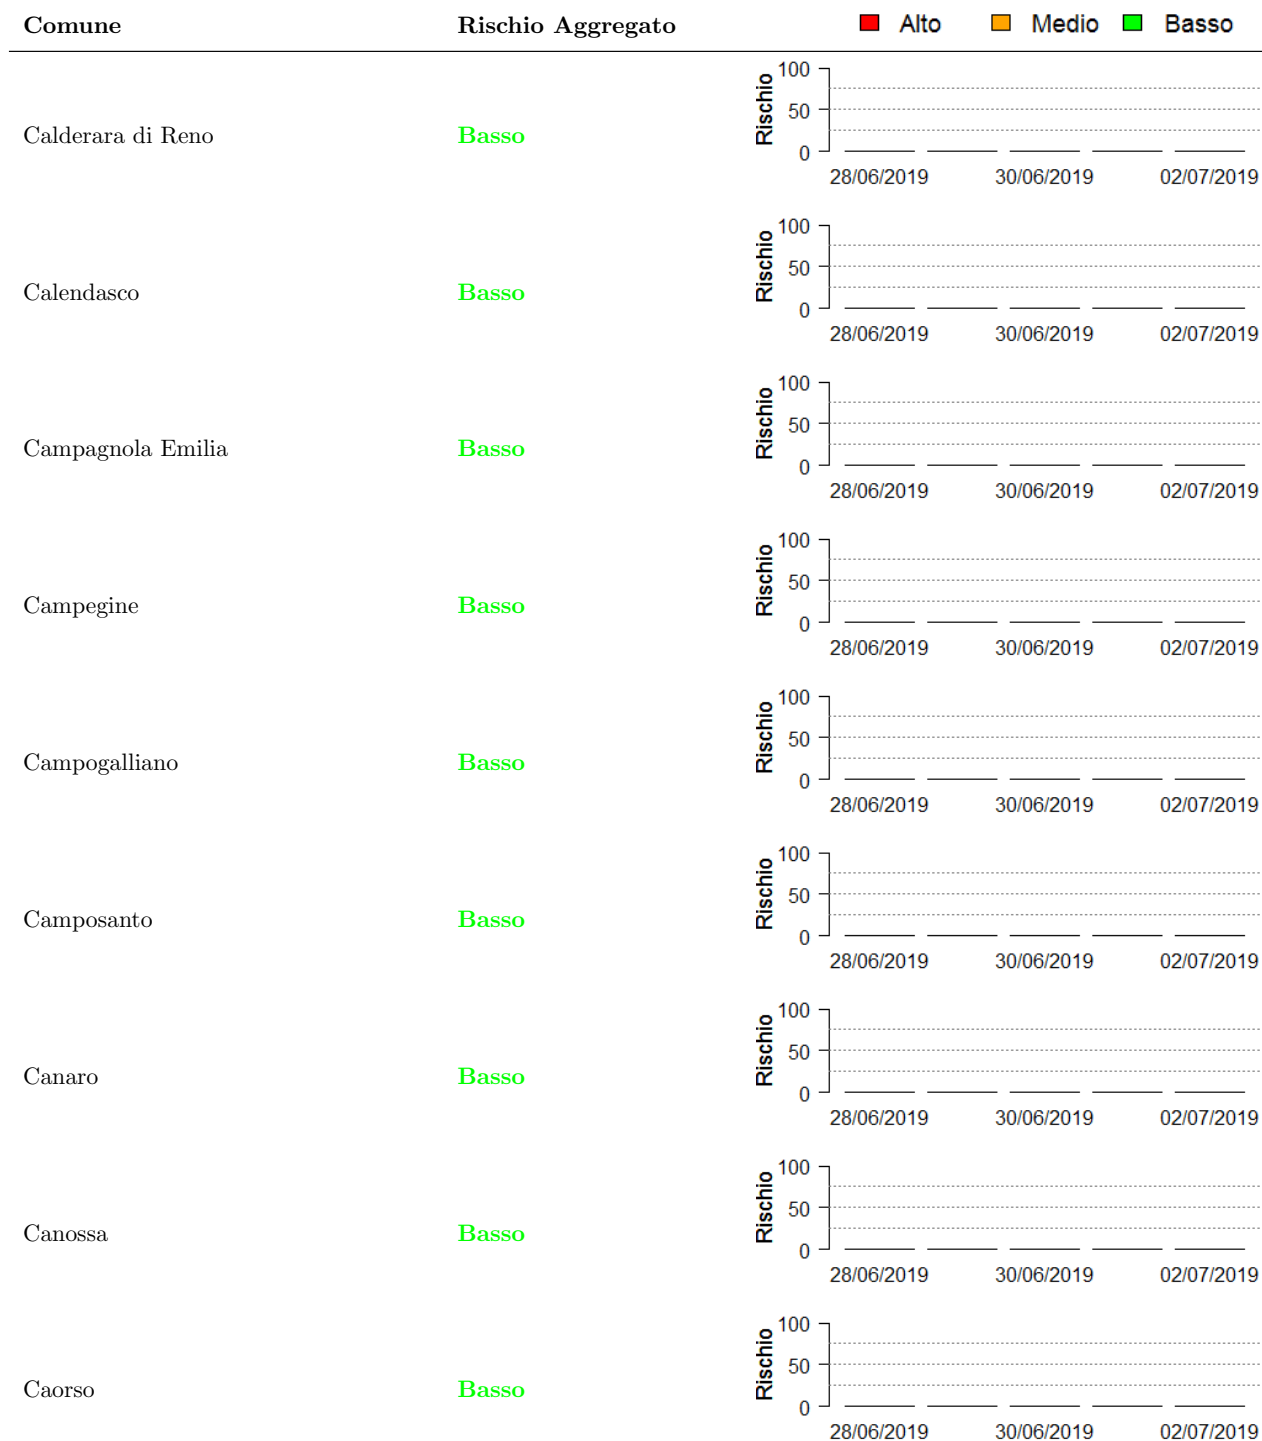 Comune Rischio Aggregato Alto Medio Basso
100
50
0
Rischio
Calderara di Reno Basso
28/06/2019 30/06/2019 02/07/2019
100
50
0
Rischio
Calendasco Basso
28/06/2019 30/06/2019 02/07/2019
100
50
0
Rischio
Campagnola Emilia Basso
28/06/2019 30/06/2019 02/07/2019
100
50
0
Rischio
Campegine Basso
28/06/2019 30/06/2019 02/07/2019
100
50
0
Rischio
Campogalliano Basso
28/06/2019 30/06/2019 02/07/2019
100
50
0
Rischio
Camposanto Basso
28/06/2019 30/06/2019 02/07/2019
100
50
0
Rischio
Canaro Basso
28/06/2019 30/06/2019 02/07/2019
100
50
0
Rischio
Canossa Basso
28/06/2019 30/06/2019 02/07/2019
100
50
0
Rischio
Caorso Basso
28/06/2019 30/06/2019 02/07/2019